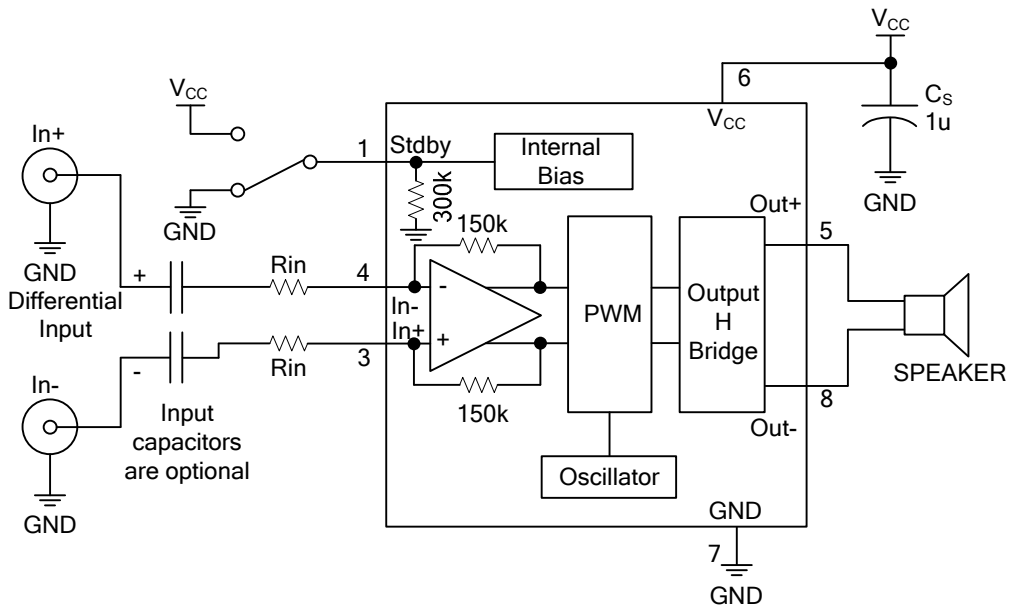 VCC
6
VCC
CS
1u
GND
VCC
GND
In+
GND
Differential
Input
1
Stdby
300k
Internal
Bias
150k
+
Rin
4
In-
-
In+
+
3
Rin
-
150k
PWM
Output
H
Bridge
Oscillator
Out+
5
SPEAKER
8
Out-
In-
GND
Input
capacitors
are optional
GND
7
GND